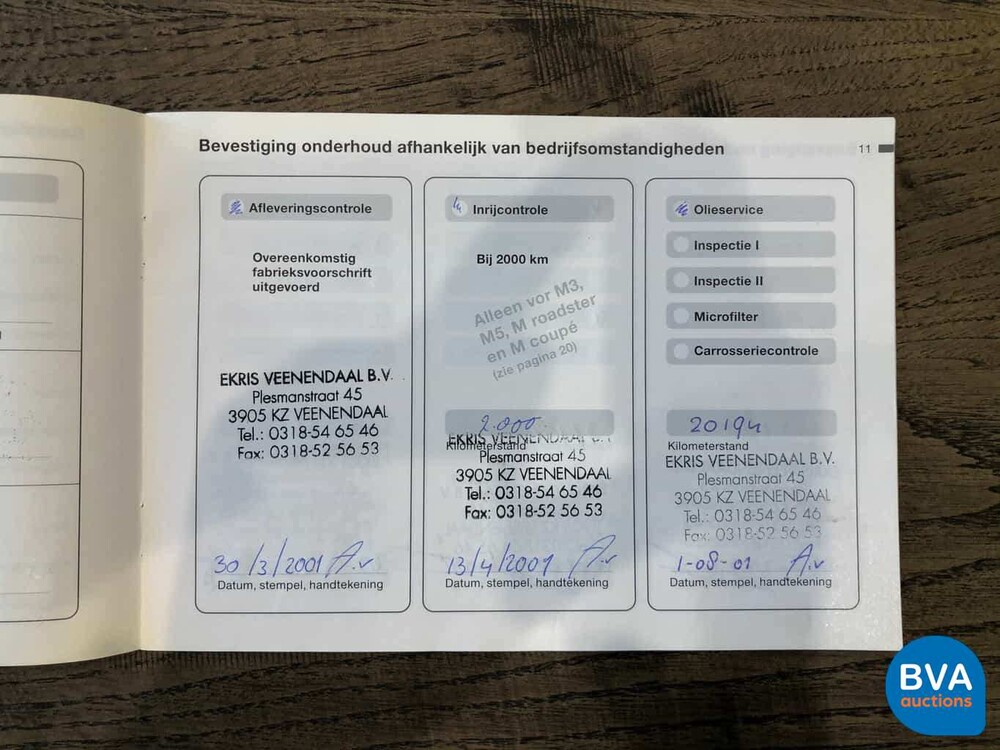 Bevestiging onderhoud afhankelijk van bedrijfsomstandigheden
11
Afleveringscontrole
Overeenkomstig
fabrieksvoorschrift
uitgevoerd
EKRIS VEENENDAAL B.V.
Plesmanstraat 45
3905 KZ VEENENDAAL
Tel.: 0318-54 65 46
Fax: 0318-52 56 53
30/3/2001 A.v
Datum, stempel, handtekening
Inrijcontrole
Bij 2000 km
Alleen vor M3,
M5, M roadster
en M coupé
(zie pagina 20)
2.000
Kilometerstand
EKRIS VEENENDAAL B.V.
Plesmanstraat 45
3905 KZ VEENENDAAL
Tel.: 0318-54 65 46
Fax: 0318-52 56 53
13/4/2001 A.v
Datum, stempel, handtekening
Olieservice
Inspectie I
Inspectie II
Microfilter
Carrosseriecontrole
20194
Kilometerstand
EKRIS VEENENDAAL B.V.
Plesmanstraat 45
3905 KZ VEENENDAAL
Tel.: 0318-54 65 46
Fax: 0318-52 56 53
1-08-01 A.v
Datum, stempel, handtekening
BVA
auctions